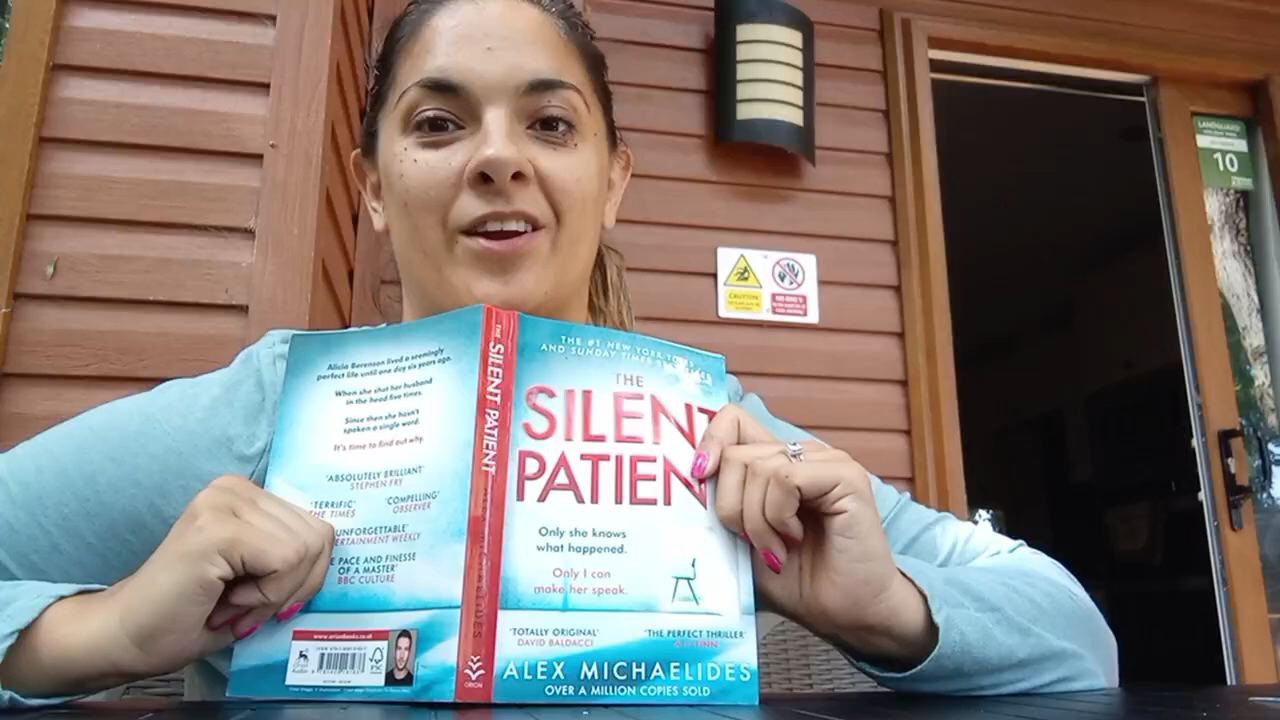 Alicia Berenson lived a seemingly
perfect life until one day six years ago.
When she shot her husband
in the head five times.
Since then she hasn't
spoken a single word.
It's time to find out why.
'ABSOLUTELY BRILLIANT'
STEPHEN FRY
'TERRIFIC'
THE TIMES
'COMPELLING'
OBSERVER
UNFORGETTABLE'
ERTAINMENT WEEKLY
E PACE AND FINESSE
OF A MASTER'
BBC CULTURE
www.orionbooks.co.uk
FSC
THE
SILENT PATIENT
ALEX MICHAELIDES
ORION
THE #1 NEW YORK TIMES
AND SUNDAY TIMES
THE
SILENT
PATIEN
Only she knows
what happened.
Only I can
make her speak.
'TOTALLY ORIGINAL'
DAVID BALDACCI
'THE PERFECT THRILLER'
A J FINN
ALEX MICHAELIDES
OVER A MILLION COPIES SOLD
CAUTION
LANDGUARD
10